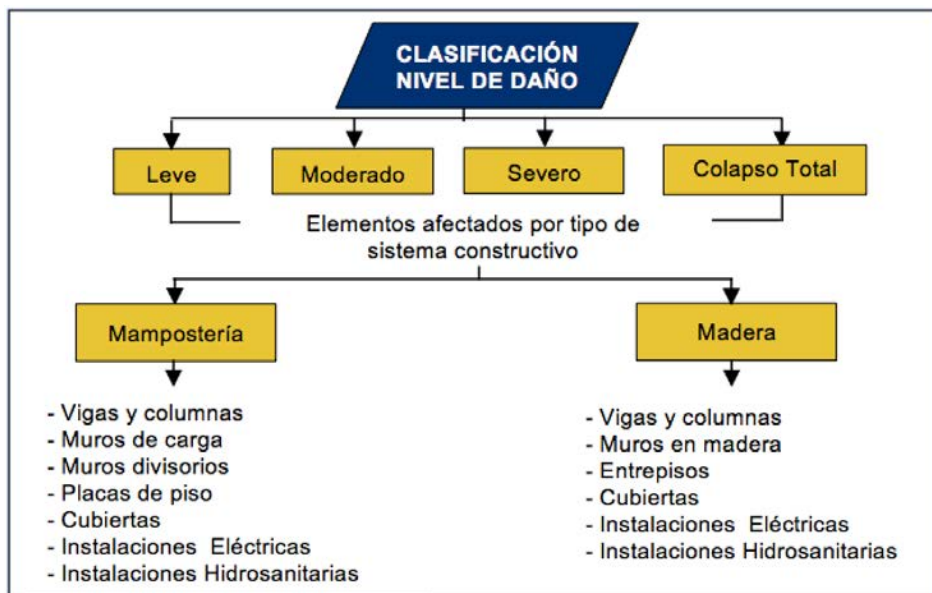 CLASIFICACIÓN
NIVEL DE DAÑO
Leve
Moderado
Severo
Colapso Total
Elementos afectados por tipo de
sistema constructivo
Mampostería
Madera
- Vigas y columnas
- Muros de carga
- Muros divisorios
- Placas de piso
- Cubiertas
- Instalaciones Eléctricas
- Instalaciones Hidrosanitarias
- Vigas y columnas
- Muros en madera
- Entrepisos
- Cubiertas
- Instalaciones Eléctricas
- Instalaciones Hidrosanitarias